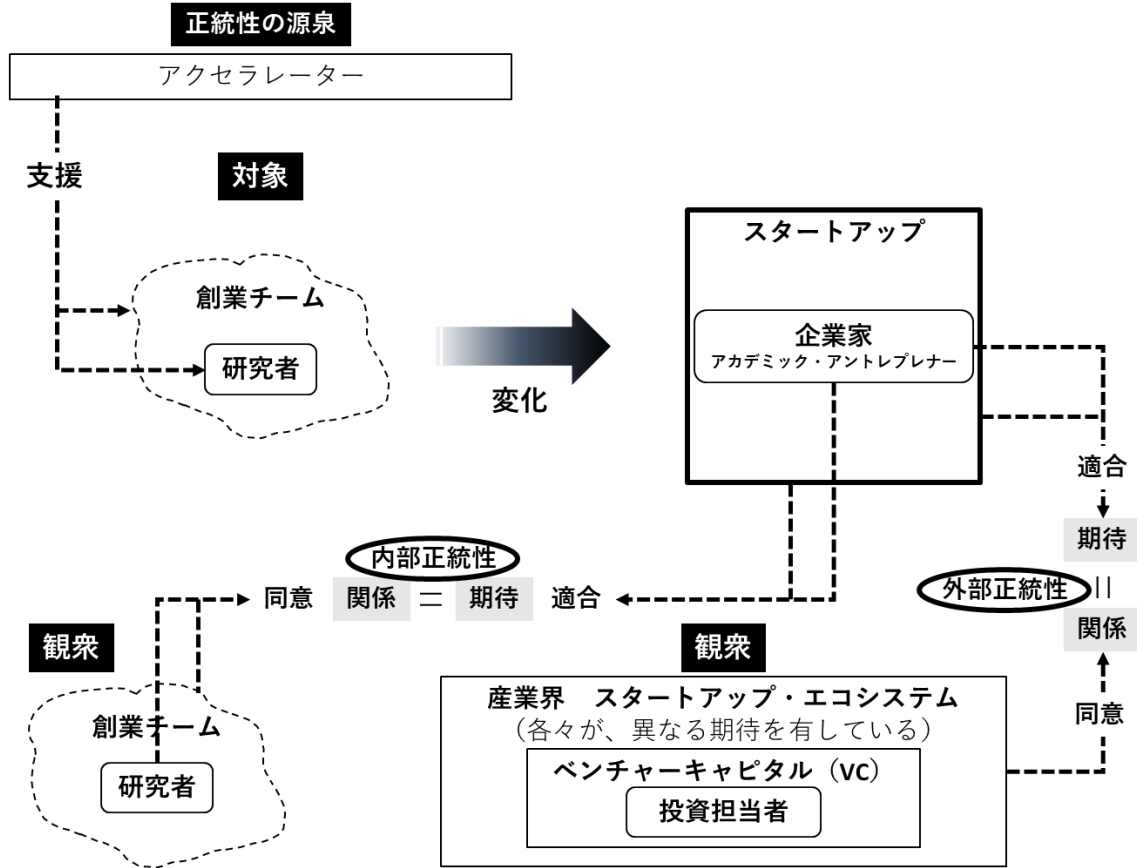 正統性の源泉
アクセラレーター
支援
対象
創業チーム
研究者
変化
スタートアップ
企業家
アカデミック・アントレプレナー
適合
期待
||
関係
外部正統性
同意
内部正統性
同意 関係 = 期待 適合
観衆
創業チーム
研究者
観衆
産業界 スタートアップ・エコシステム
（各々が、異なる期待を有している）
ベンチャーキャピタル（VC）
投資担当者